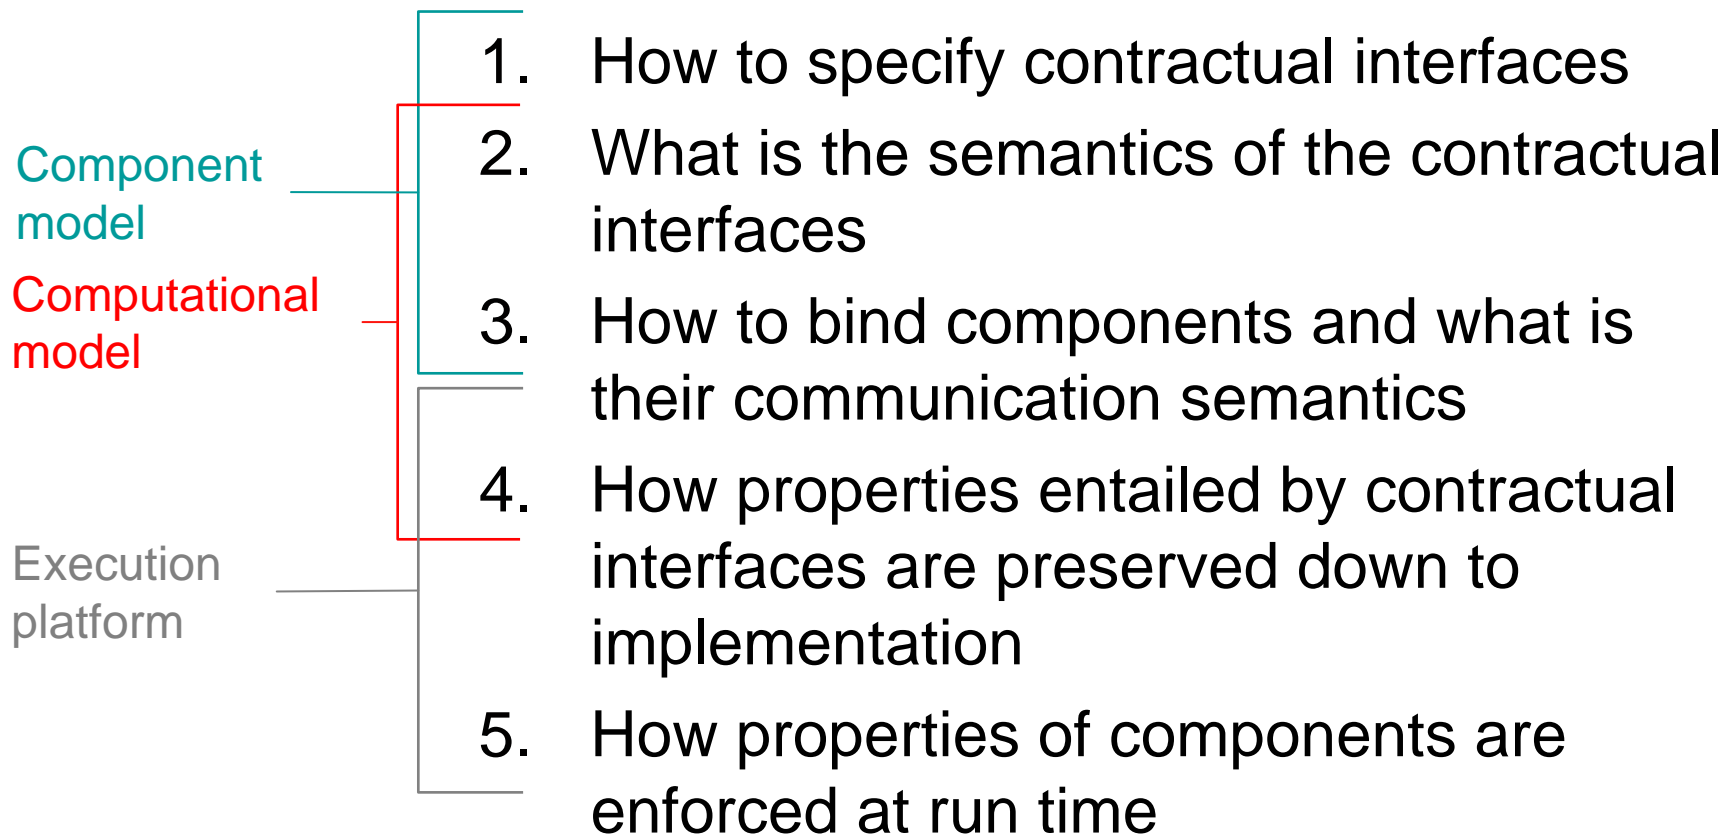 1. How to specify contractual interfaces
Component
model
2. What is the semantics of the contractual
interfaces
Computational
model
3. How to bind components and what is
their communication semantics
4. How properties entailed by contractual
interfaces are preserved down to
implementation
Execution
platform
5. How properties of components are
enforced at run time